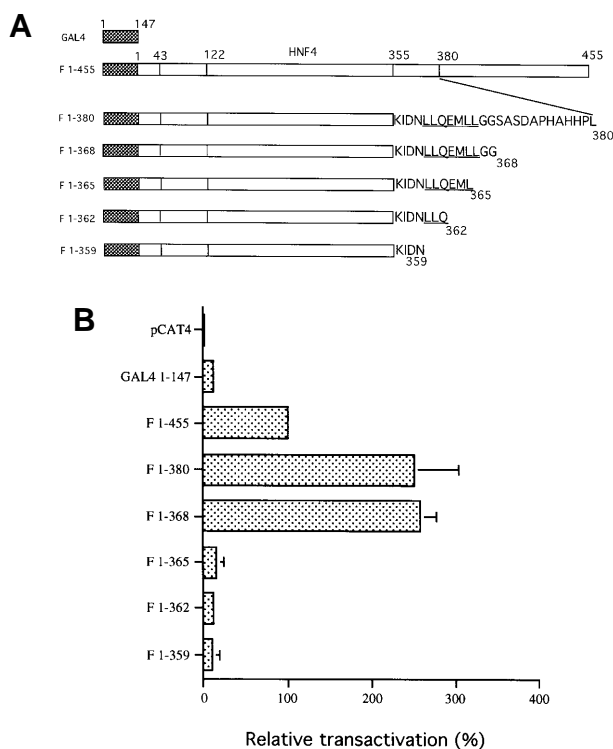 A
1 147
GAL4
HNF4
1 43 122 355 380 455
F 1-455
F 1-380 KIDNLLQEMLLGGSASDAPHAHHPL
380
F 1-368 KIDNLLQEMLLGG
368
F 1-365 KIDNLLQEML
365
F 1-362 KIDNLLQ
362
F 1-359 KIDN
359
B
pCAT4
GAL4 1-147
F 1-455
F 1-380
F 1-368
F 1-365
F 1-362
F 1-359
0 100 200 300 400
Relative transactivation (%)